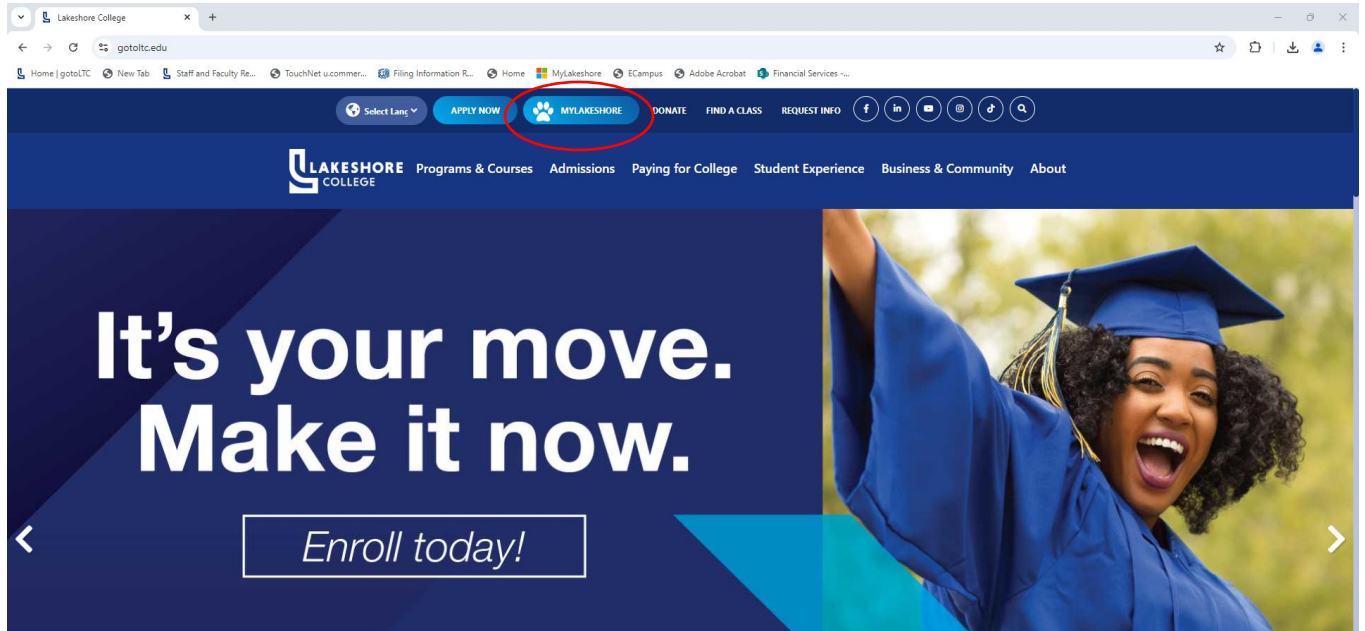 Lakeshore College
gotoltc.edu
Home | gotoLTC New Tab Staff and Faculty Re... TouchNet u.commer... Filing Information R... Home MyLakeshore ECampus Adobe Acrobat Financial Services -...
Select Lang APPLY NOW MYLAKESHORE DONATE FIND A CLASS REQUEST INFO
LAKESHORE
COLLEGE
Programs & Courses Admissions Paying for College Student Experience Business & Community About
It's your move.
Make it now.
Enroll today!